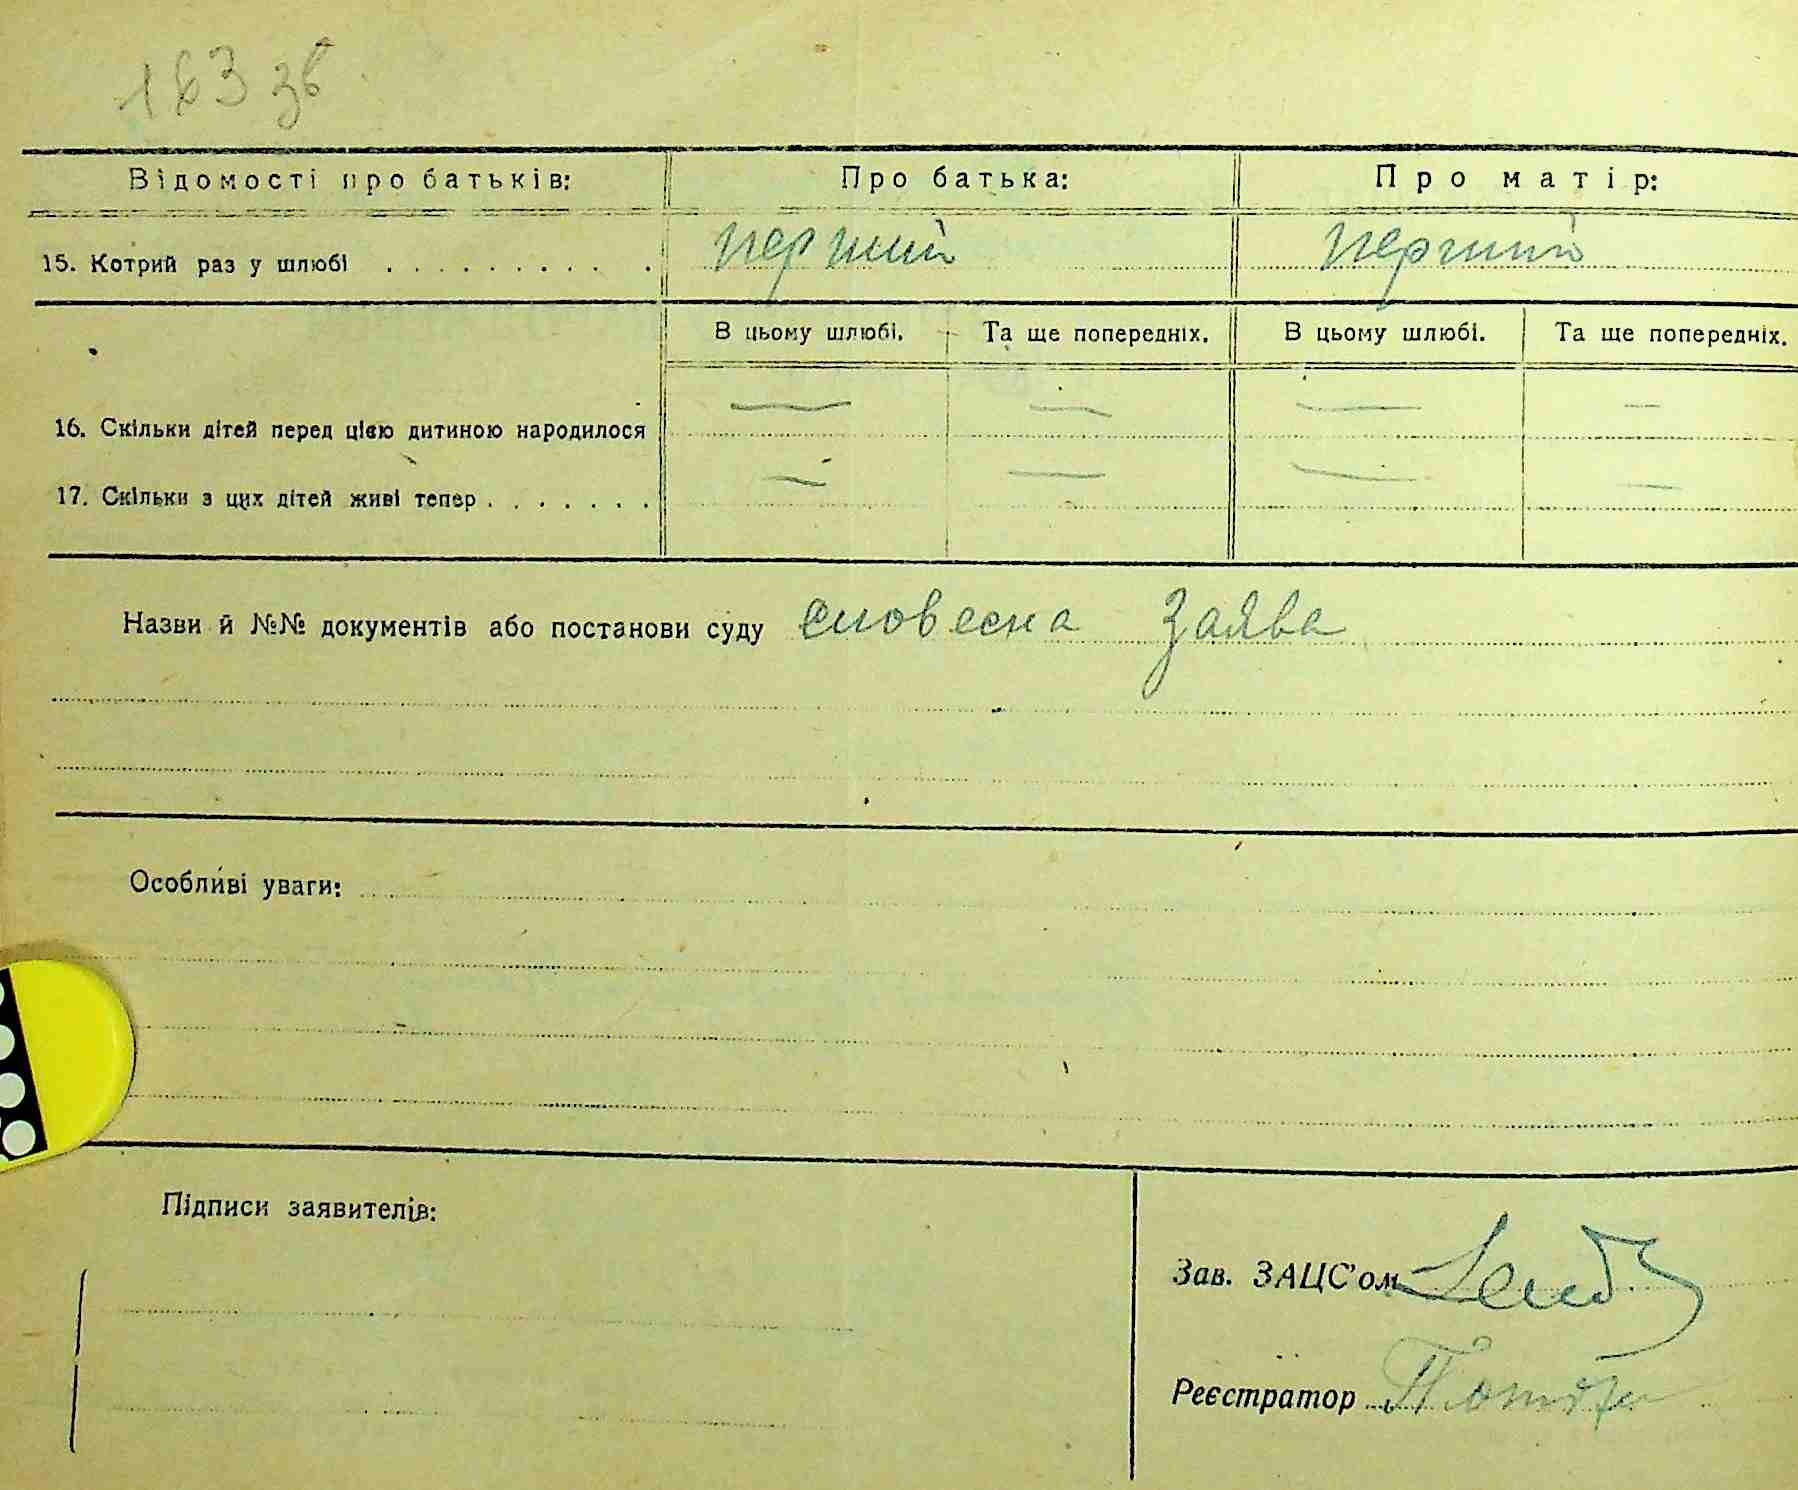 163 зв
Відомості про батьків: Про батька: Про матір:
15. Котрий раз у шлюбі . . . . . . . . . . перший перший
В цьому шлюбі. Та ще попередніх. В цьому шлюбі. Та ще попередніх.
16. Скільки дітей перед цією дитиною народилося — — — —
17. Скільки з цих дітей живі тепер . . . . . . . — — — —
Назви й №№ документів або постанови суду словесна заява
Особливі уваги:
Підписи заявителів:
Зав. ЗАЦС'ом
Реєстратор